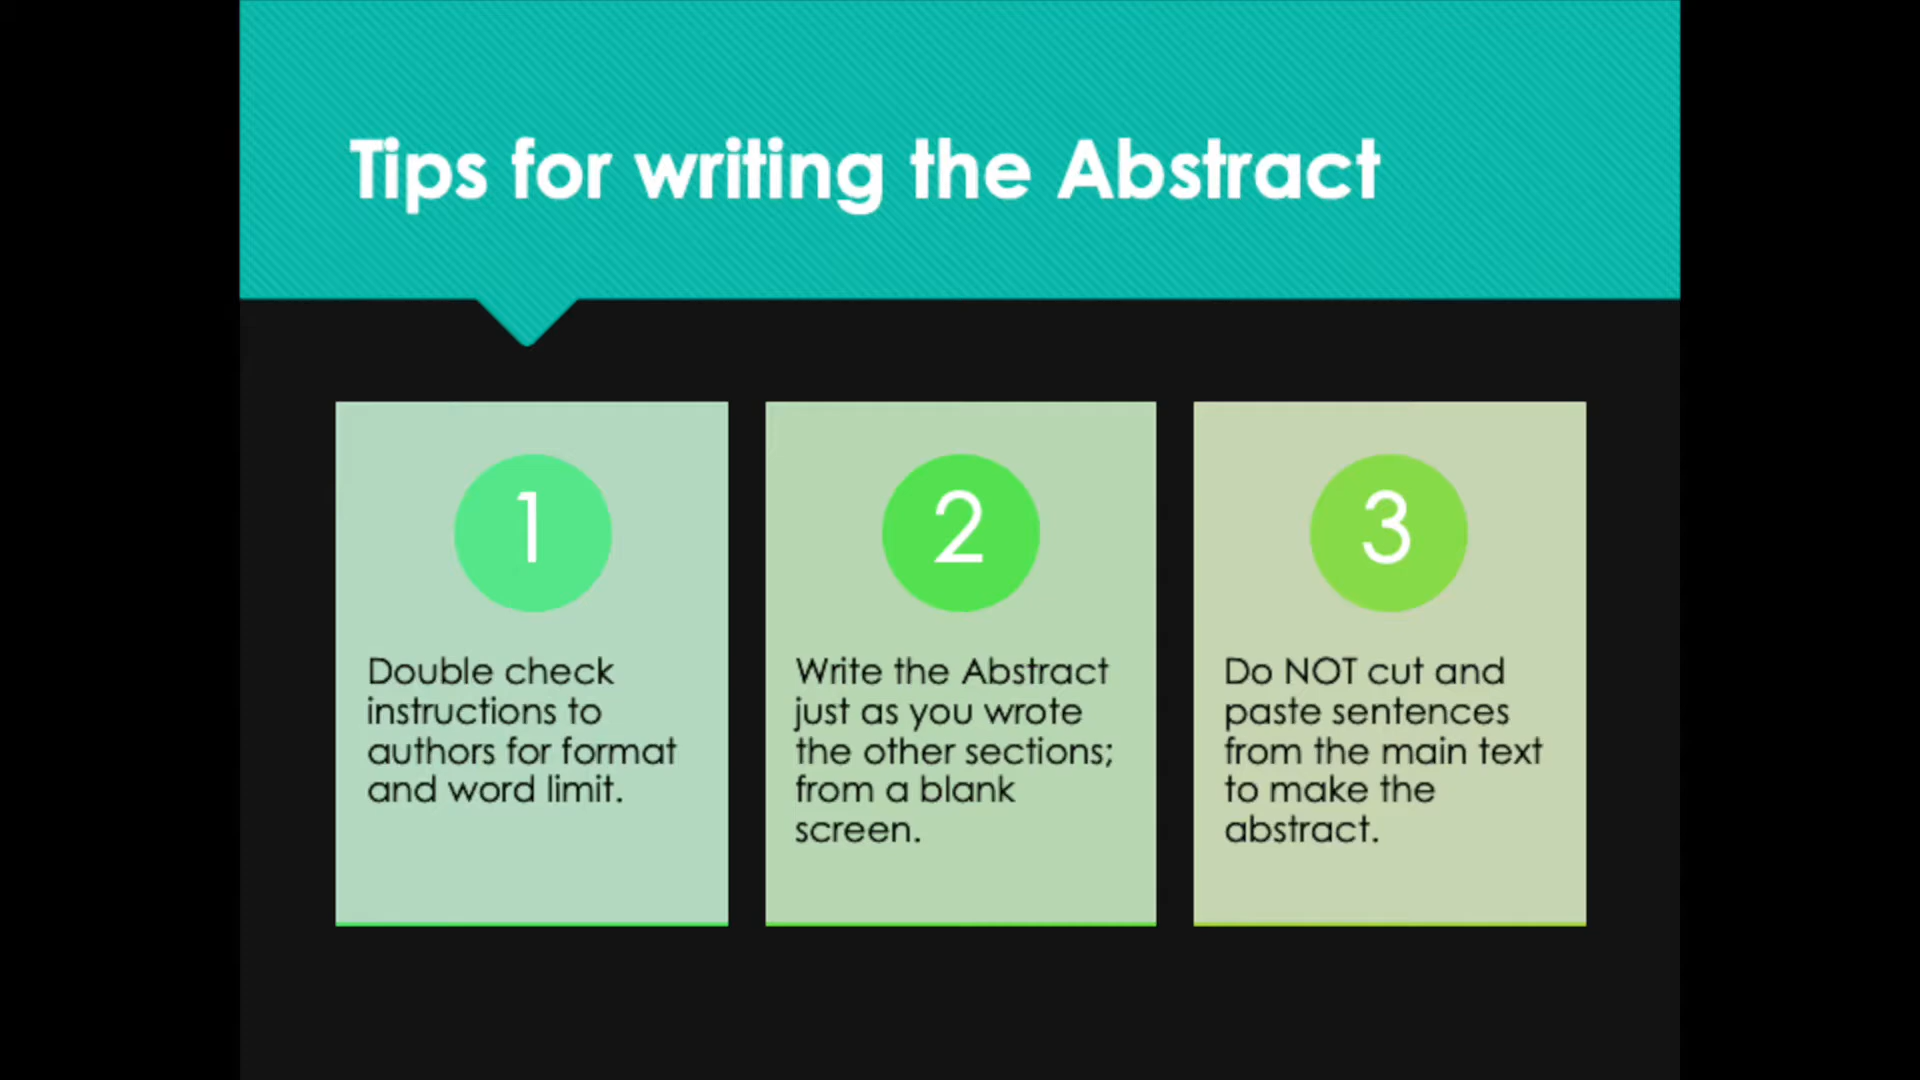 Tips for writing the Abstract
1
Double check
instructions to
authors for format
and word limit.
2
Write the Abstract
just as you wrote
the other sections;
from a blank
screen.
3
Do NOT cut and
paste sentences
from the main text
to make the
abstract.